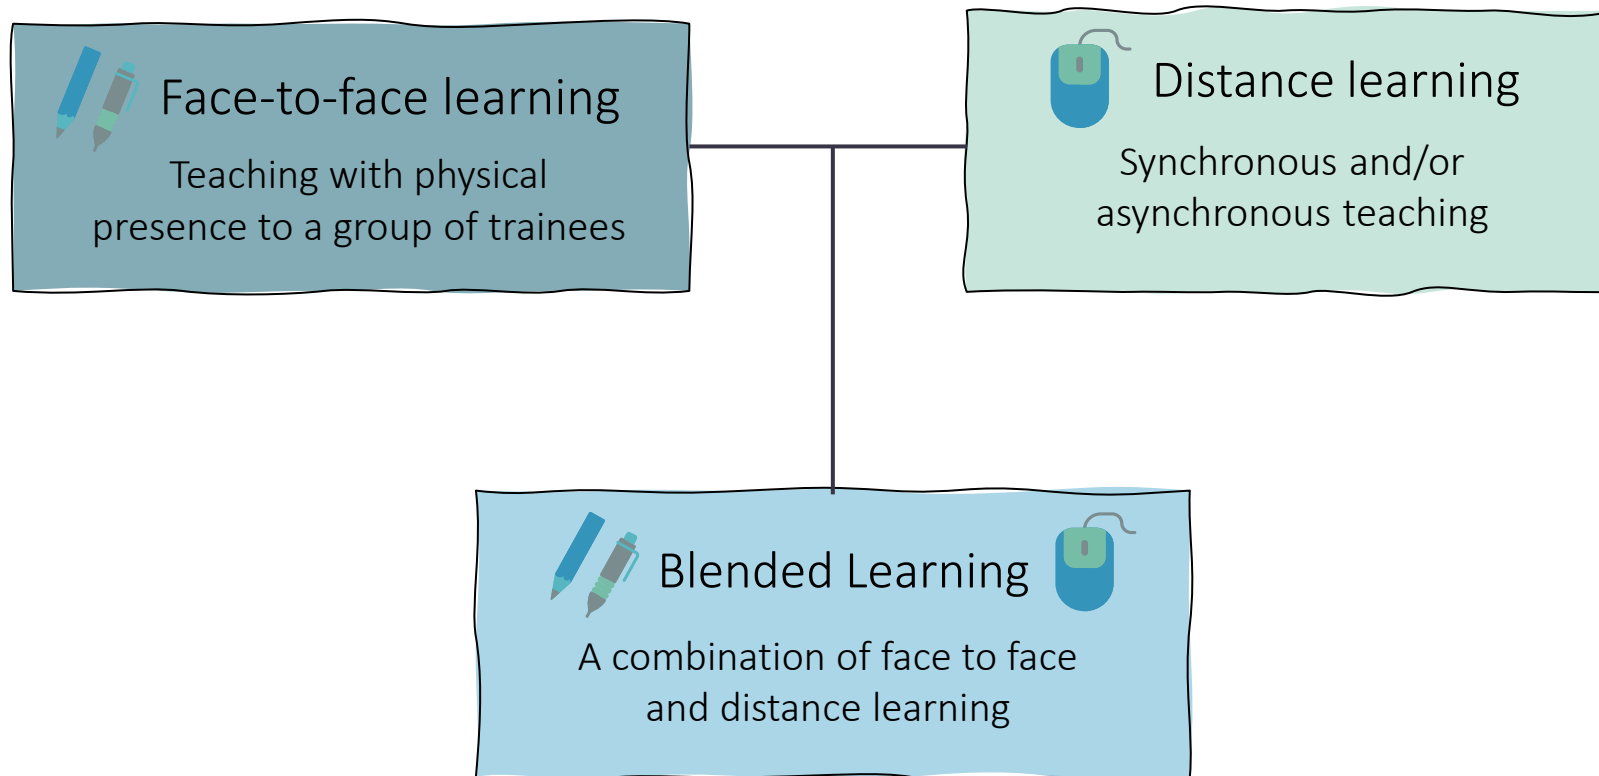 Face-to-face learning
Teaching with physical
presence to a group of trainees
Distance learning
Synchronous and/or
asynchronous teaching
Blended Learning
A combination of face to face
and distance learning